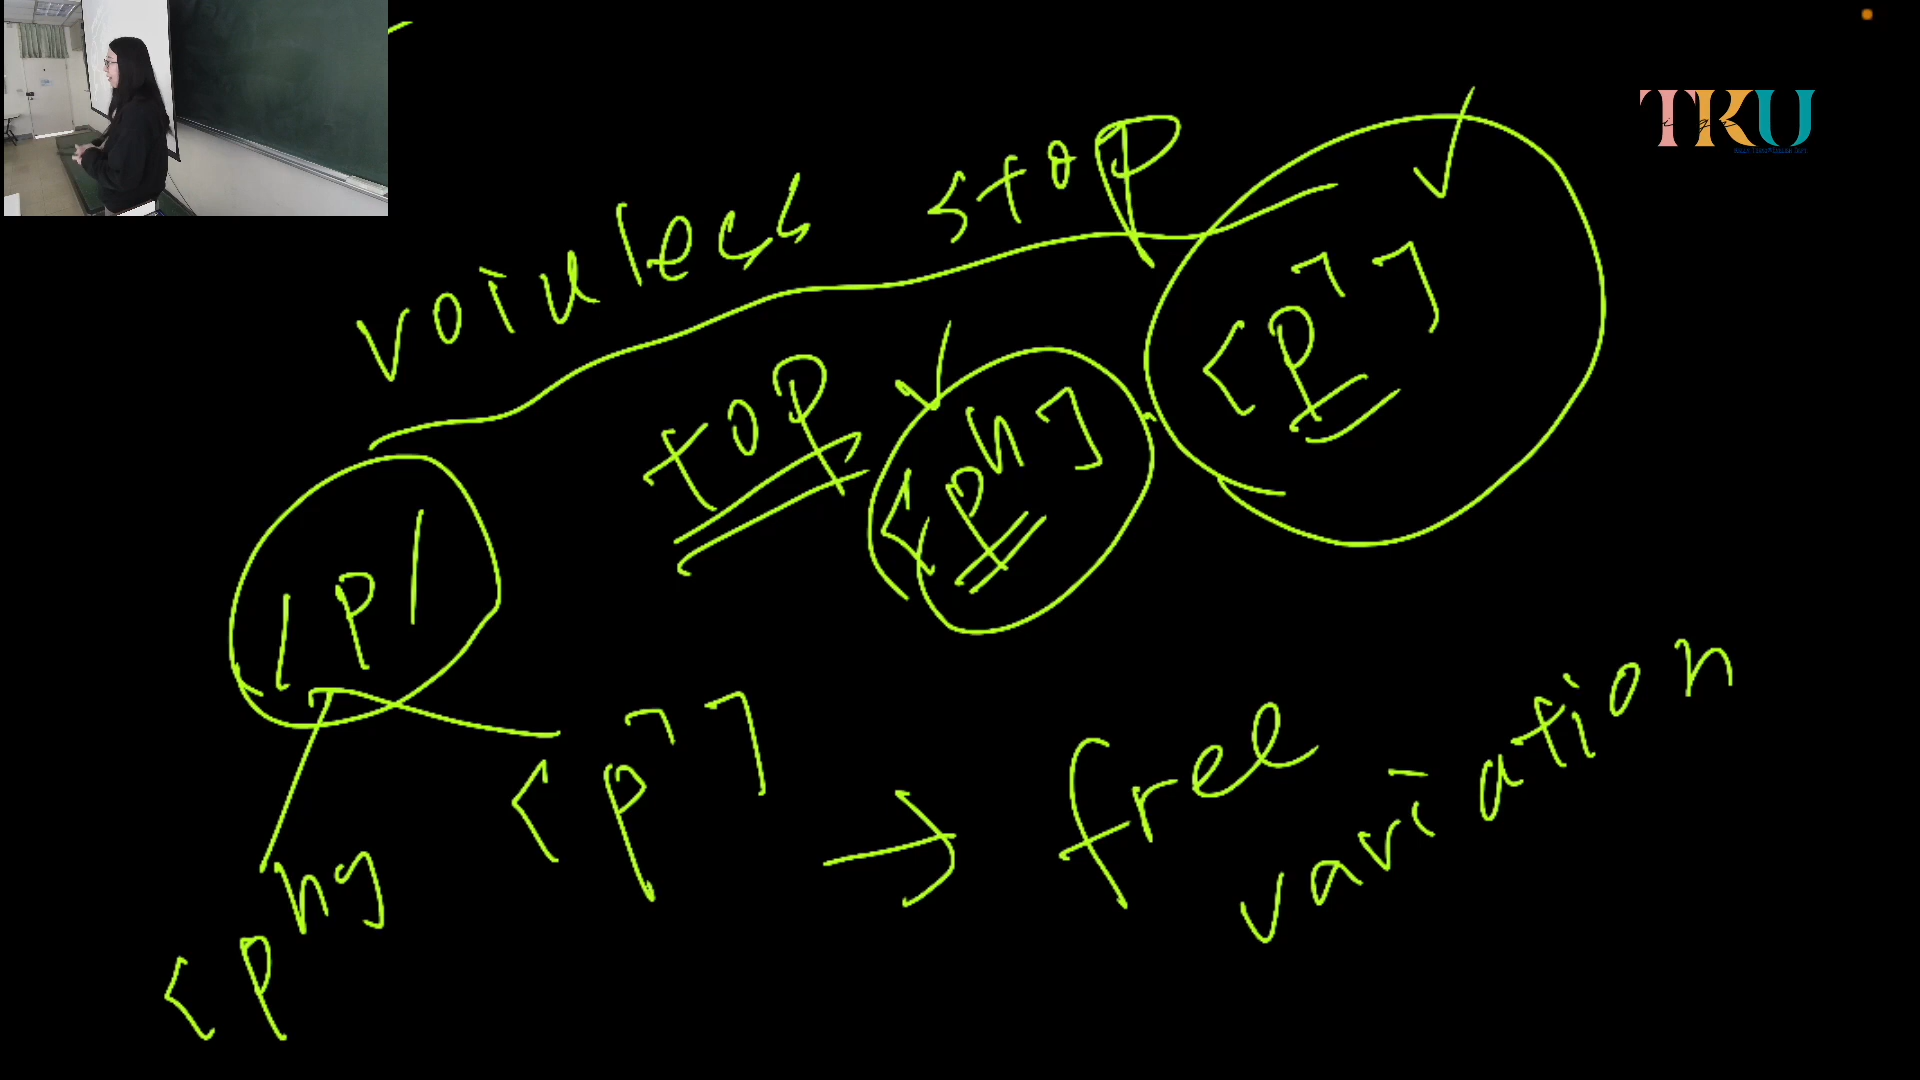 TKU
voiceless stop
[p̚]
top [pʰ]
/p/
[pʰ] [p̚] → free variation